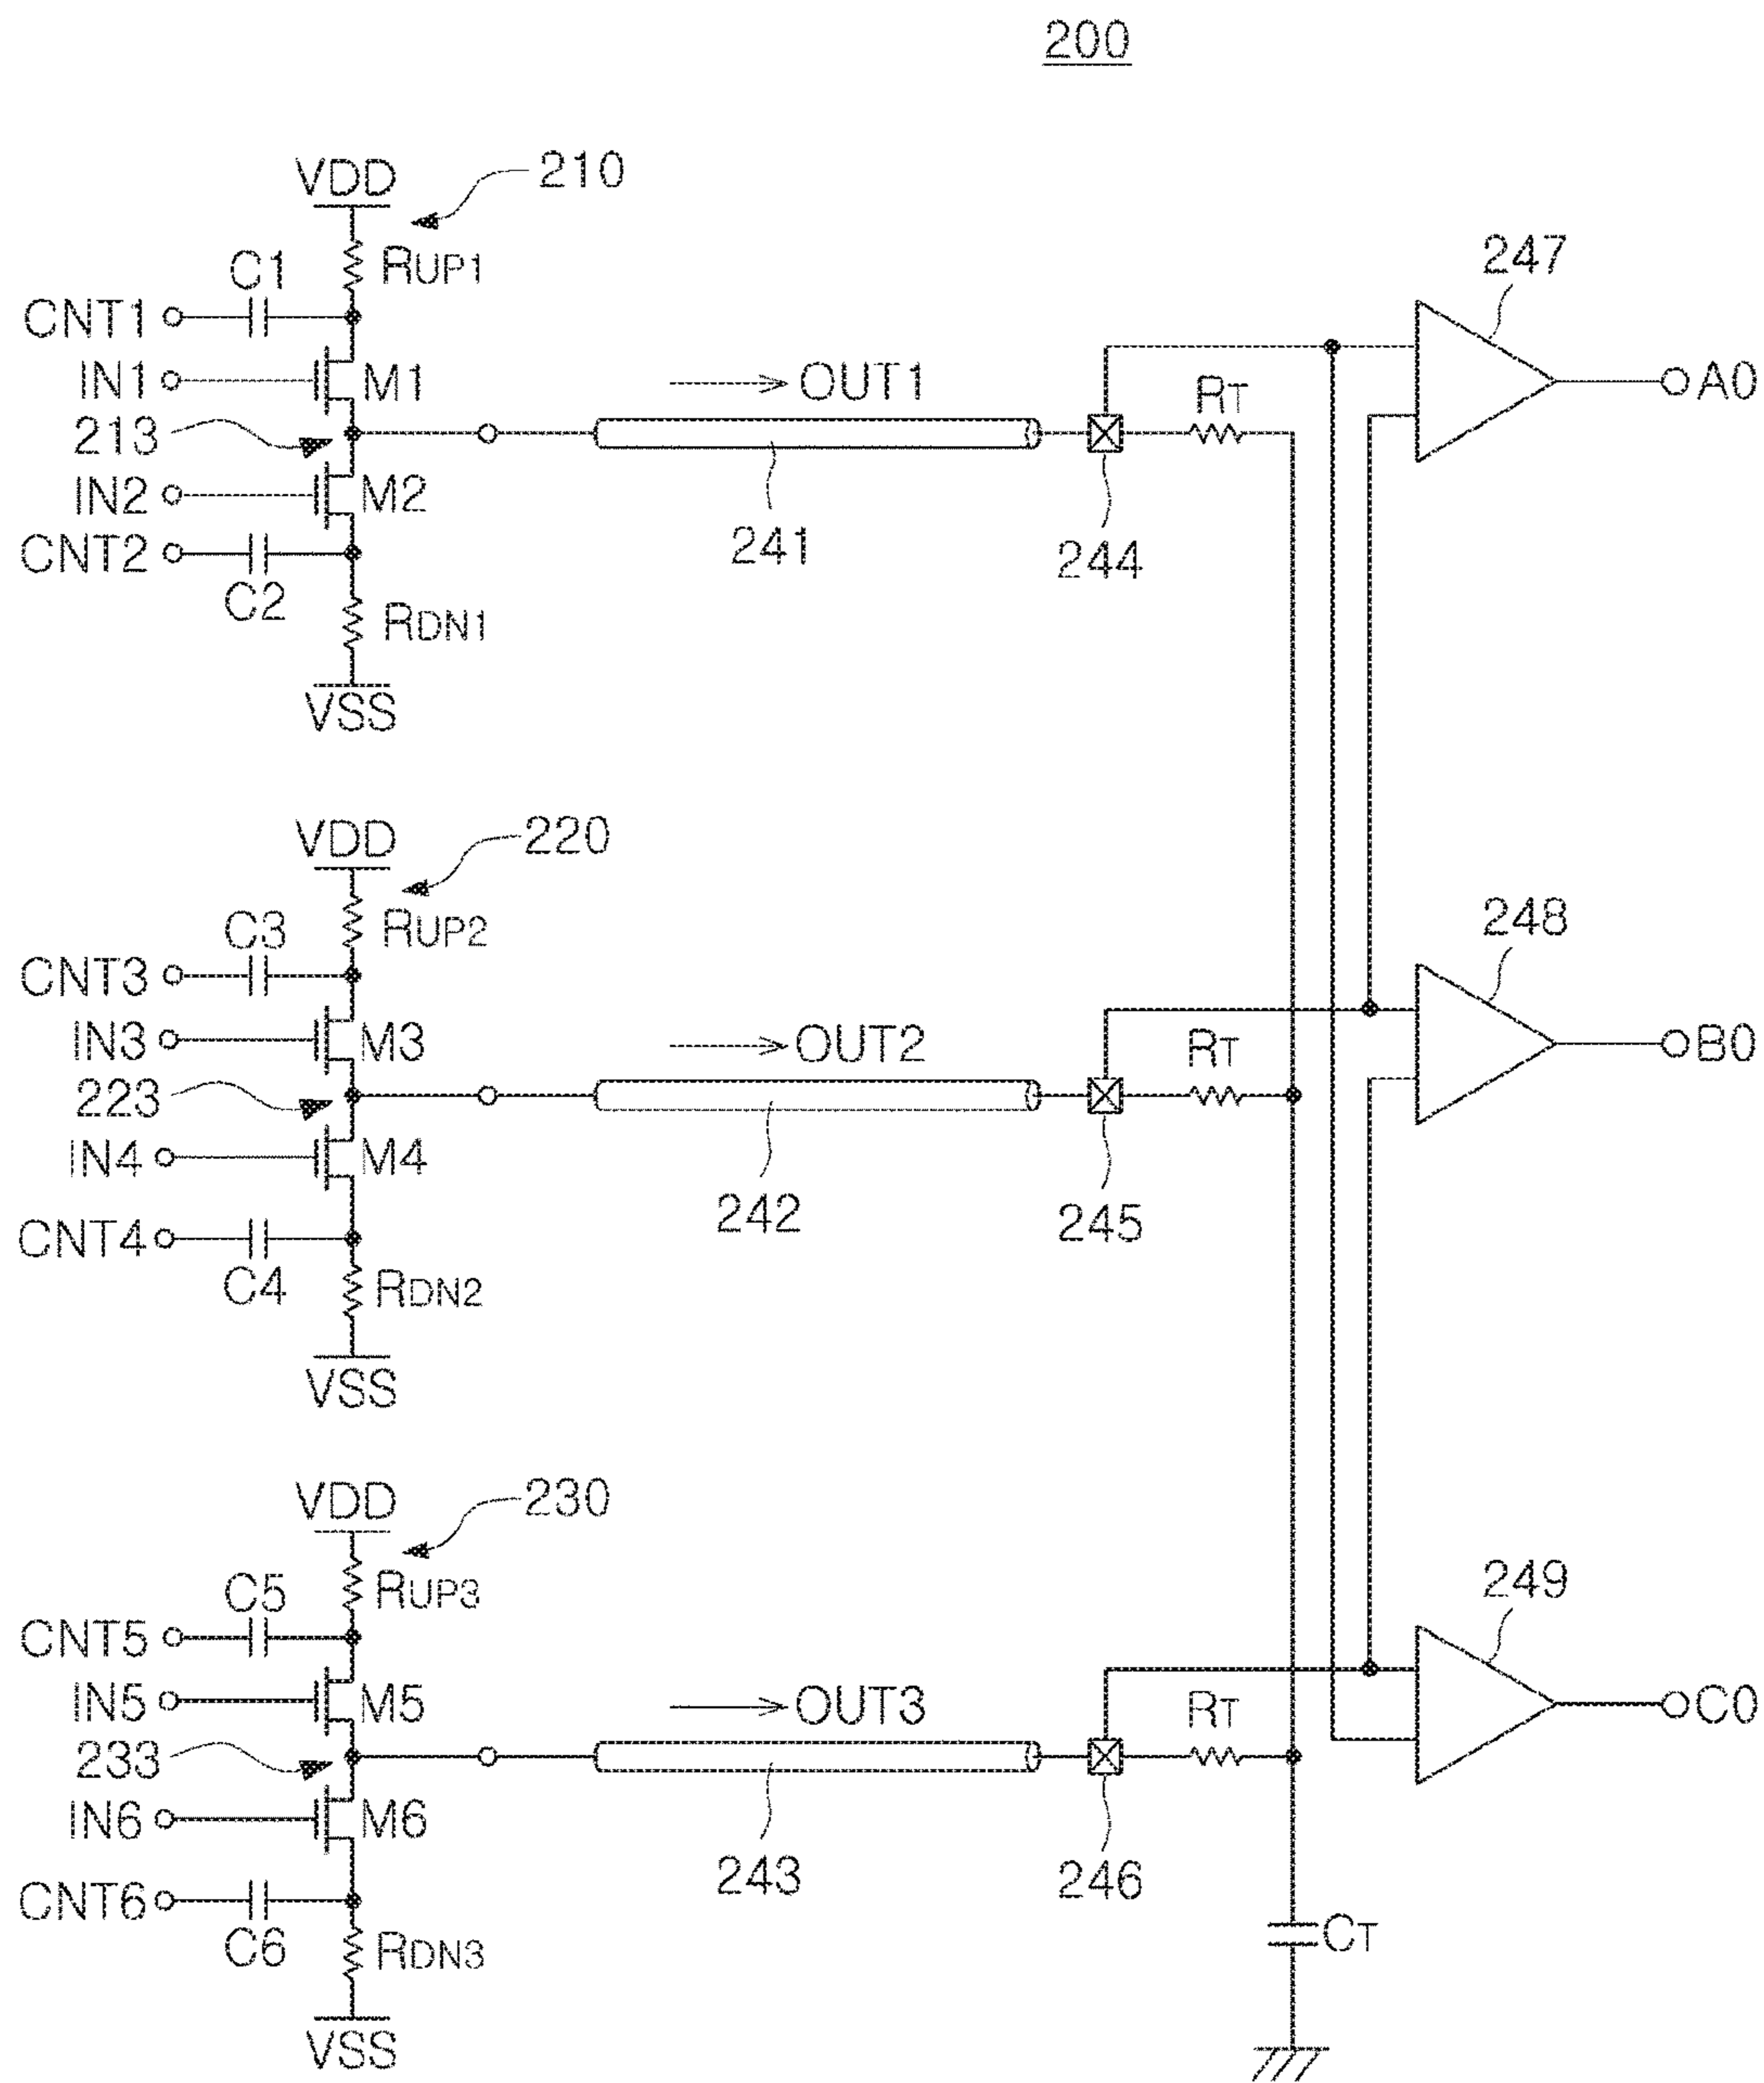 200
VDD
210
C1
RUP1
247
CNT1
IN1
M1
OUT1
RT
A0
213
IN2
M2
241
244
CNT2
C2
RDN1
VSS
VDD
220
C3
RUP2
248
CNT3
IN3
M3
OUT2
RT
B0
223
IN4
M4
242
245
CNT4
C4
RDN2
VSS
VDD
230
C5
RUP3
249
CNT5
IN5
M5
OUT3
RT
C0
233
IN6
M6
243
246
CNT6
C6
RDN3
CT
VSS